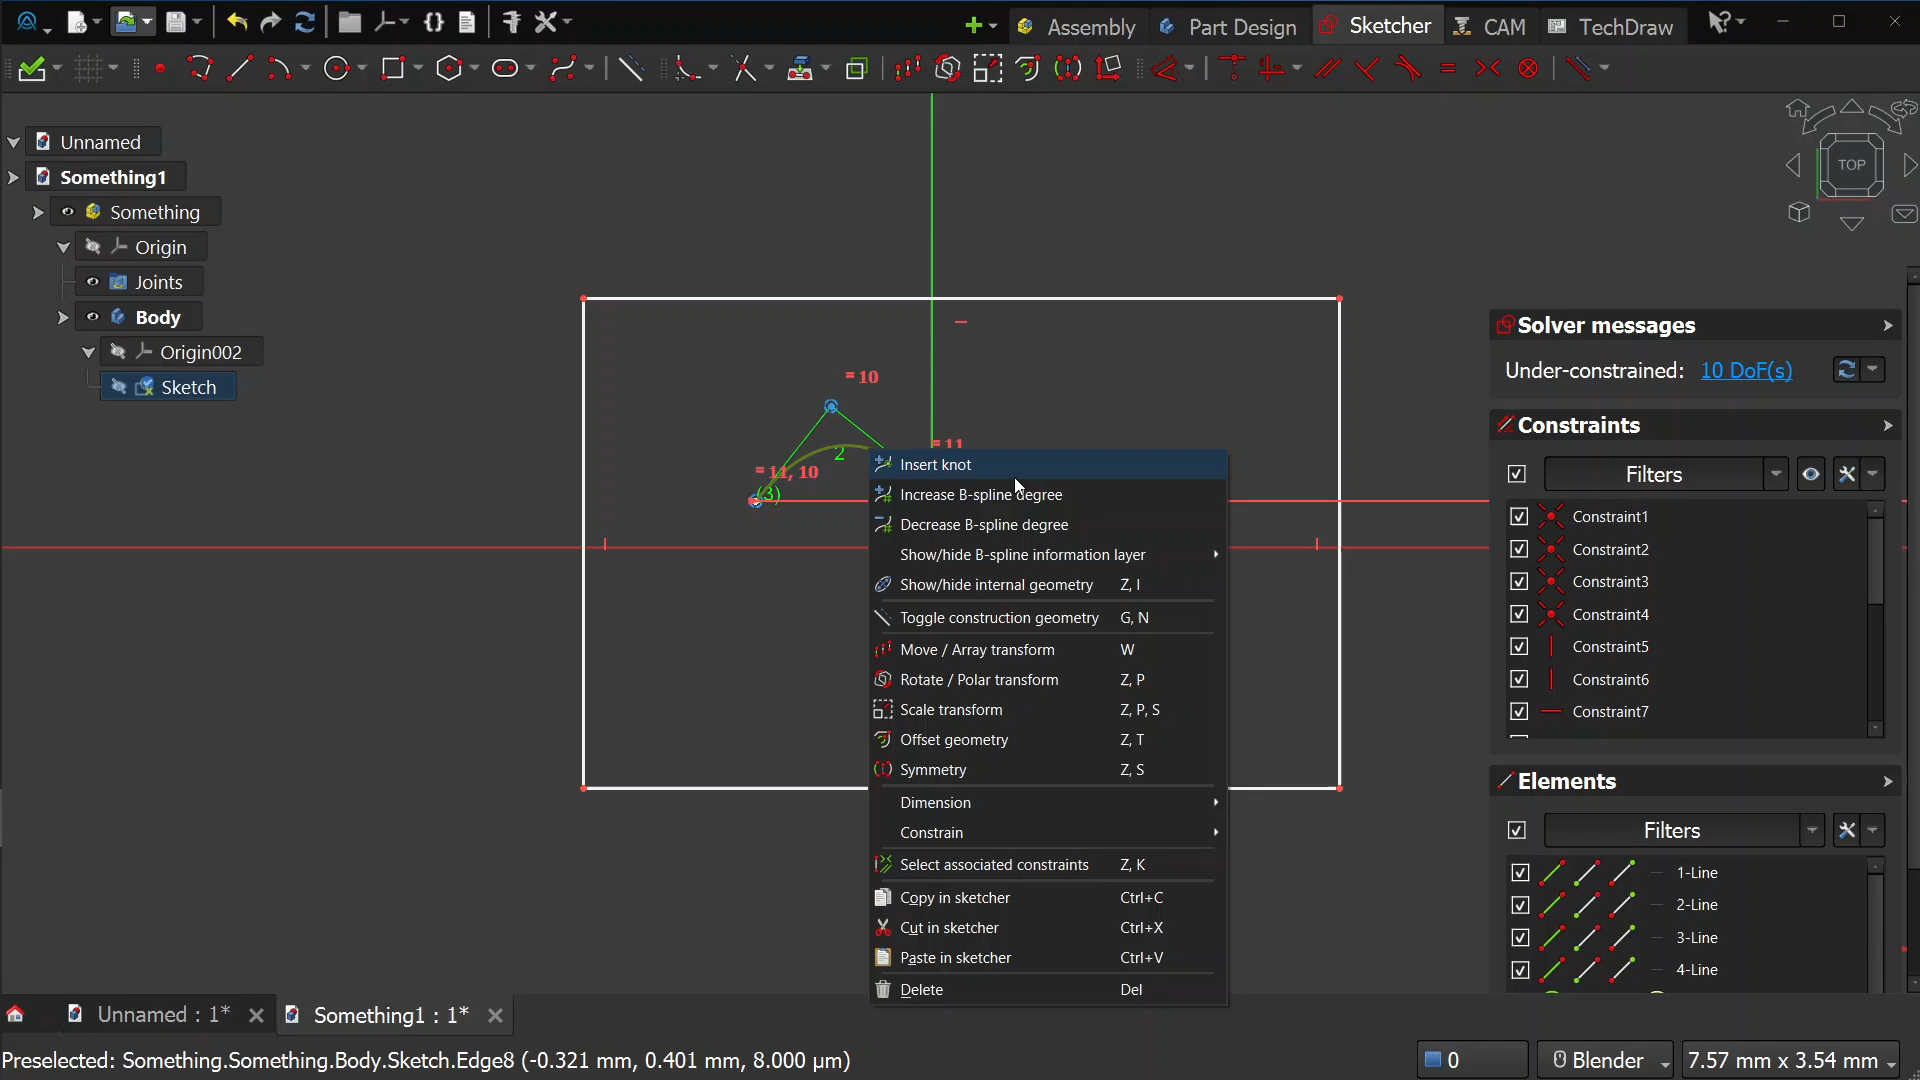 Assembly
Part Design
Sketcher
CAM
TechDraw
Unnamed
Something1
Something
Origin
Joints
Body
Origin002
Sketch
TOP
= 10
= 11
= 11, 10
2
(3)
Insert knot
Increase B-spline degree
Decrease B-spline degree
Show/hide B-spline information layer
Show/hide internal geometry Z, I
Toggle construction geometry G, N
Move / Array transform W
Rotate / Polar transform Z, P
Scale transform Z, P, S
Offset geometry Z, T
Symmetry Z, S
Dimension
Constrain
Select associated constraints Z, K
Copy in sketcher Ctrl+C
Cut in sketcher Ctrl+X
Paste in sketcher Ctrl+V
Delete Del
Solver messages
Under-constrained: 10 DoF(s)
Constraints
Filters
Constraint1
Constraint2
Constraint3
Constraint4
Constraint5
Constraint6
Constraint7
Elements
Filters
1-Line
2-Line
3-Line
4-Line
Unnamed : 1*
Something1 : 1*
Preselected: Something.Something.Body.Sketch.Edge8 (-0.321 mm, 0.401 mm, 8.000 µm)
0
Blender
7.57 mm x 3.54 mm